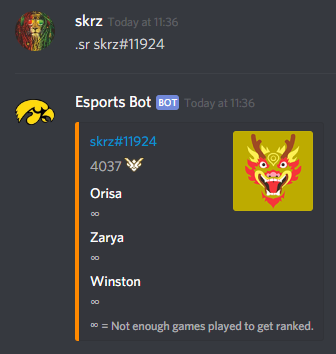 skrz Today at 11:36
.sr skrz#11924
Esports Bot BOT Today at 11:36
skrz#11924
4037
Orisa
∞
Zarya
∞
Winston
∞
∞ = Not enough games played to get ranked.